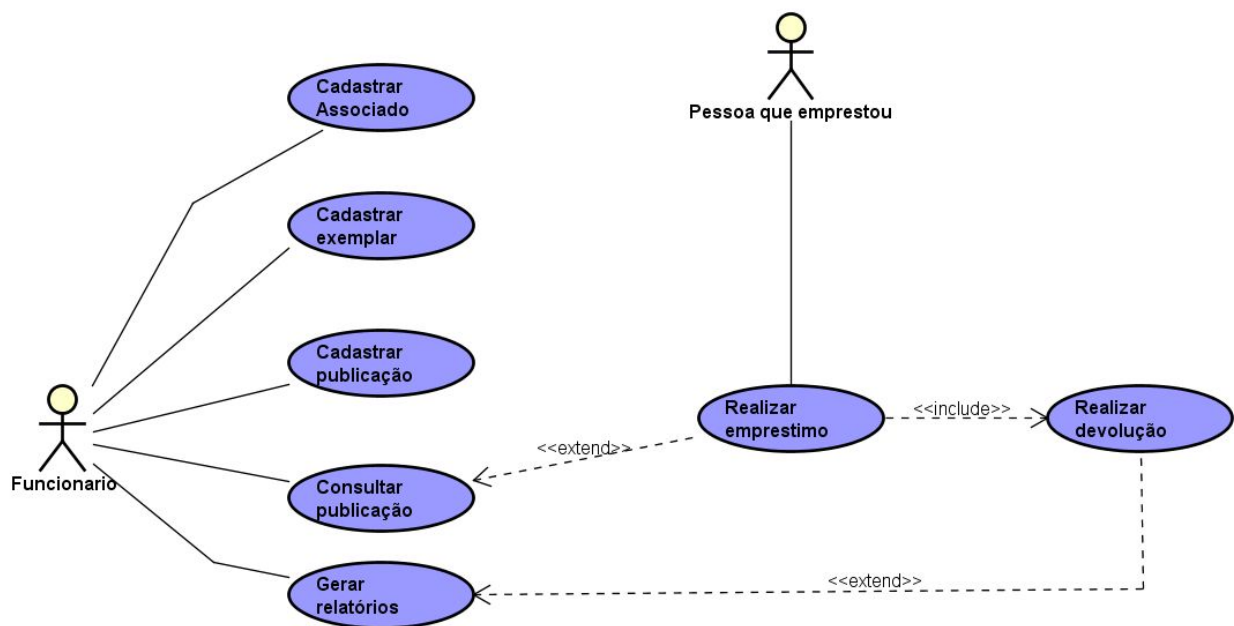 Cadastrar
Associado
Pessoa que emprestou
Cadastrar
exemplar
Cadastrar
publicação
Realizar
emprestimo
<<include>>
Realizar
devolução
<<extend>>
Funcionario
Consultar
publicação
Gerar
relatórios
<<extend>>